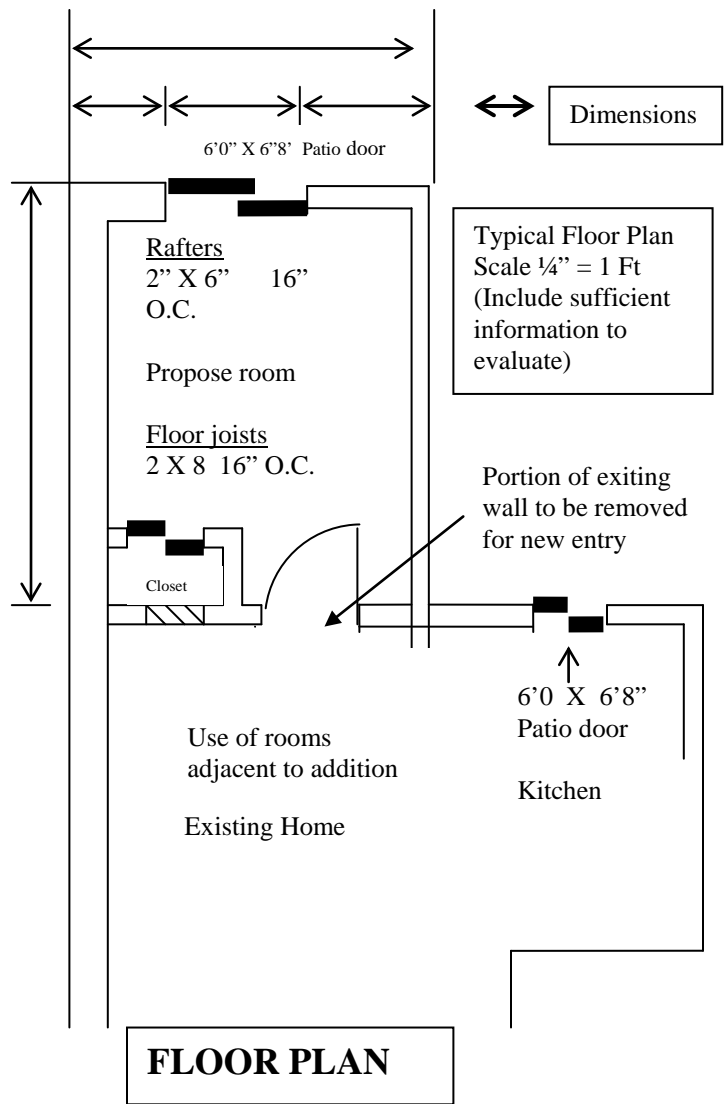 Dimensions
6’0” X 6”8’ Patio door
Rafters
2” X 6” 16”
O.C.
Propose room
Floor joists
2 X 8 16” O.C.
Typical Floor Plan
Scale ¼” = 1 Ft
(Include sufficient
information to
evaluate)
Portion of exiting
wall to be removed
for new entry
Closet
6’0 X 6’8”
Patio door
Kitchen
Use of rooms
adjacent to addition
Existing Home
FLOOR PLAN